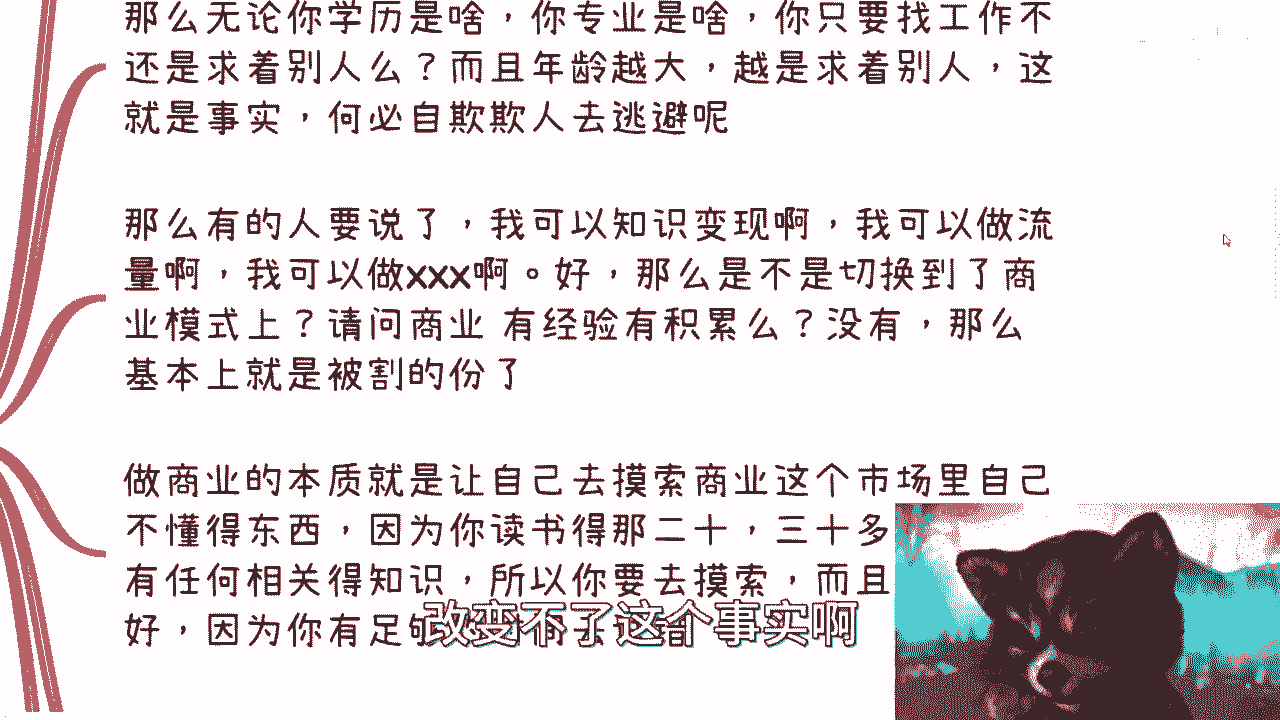 那么无论你学历是啥，你专业是啥，你只要找工作不
还是求着别人么？而且年龄越大，越是求着别人，这
就是事实，何必自欺欺人去逃避呢
那么有的人要说了，我可以知识变现啊，我可以做流
量啊，我可以做xxx啊。好，那么是不是切换到了商
业模式上？请问商业 有经验有积累么？没有，那么
基本上就是被割的份了
做商业的本质就是让自己去摸索商业这个市场里自己
不懂得东西，因为你读书得那二十，三十多
有任何相关得知识，所以你要去摸索，而且
好，因为你有足够
改变不了这个事实啊